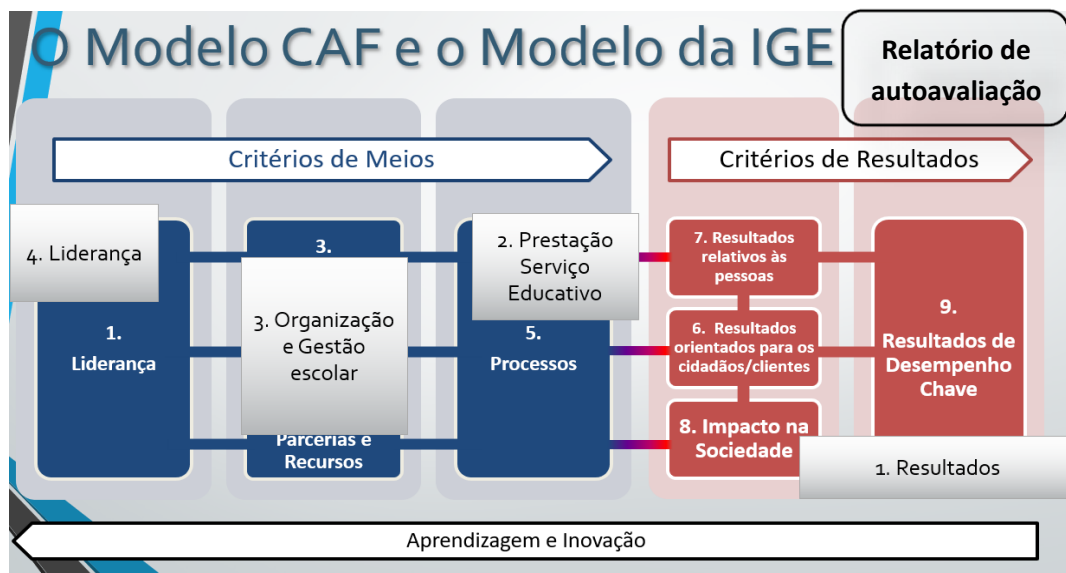 O Modelo CAF e o Modelo da IGE
Relatório de
autoavaliação
Critérios de Meios
Critérios de Resultados
4. Liderança
1.
Liderança
3.
3. Organização
e Gestão
escolar
Parcerias e
Recursos
2. Prestação
Serviço
Educativo
5.
Processos
7. Resultados
relativos às
pessoas
6. Resultados
orientados para os
cidadãos/clientes
8. Impacto na
Sociedade
9.
Resultados de
Desempenho
Chave
1. Resultados
Aprendizagem e Inovação